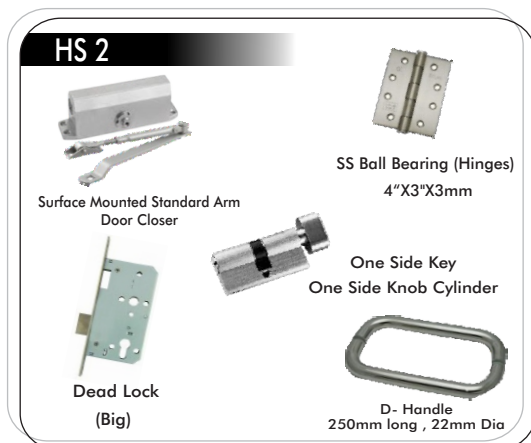 HS 2
Surface Mounted Standard Arm
Door Closer
SS Ball Bearing (Hinges)
4“X3"X3mm
One Side Key
One Side Knob Cylinder
Dead Lock
(Big)
D- Handle
250mm long , 22mm Dia